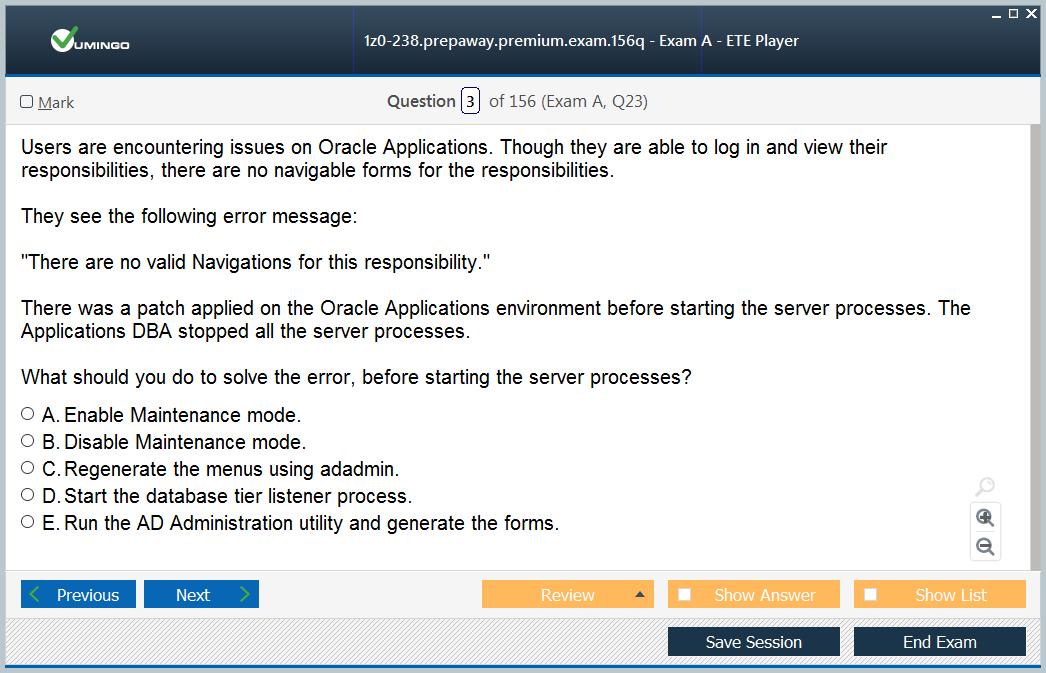 VUMINGO
1z0-238.prepaway.premium.exam.156q - Exam A - ETE Player
Mark
Question 3 of 156 (Exam A, Q23)
Users are encountering issues on Oracle Applications. Though they are able to log in and view their
responsibilities, there are no navigable forms for the responsibilities.
They see the following error message:
"There are no valid Navigations for this responsibility."
There was a patch applied on the Oracle Applications environment before starting the server processes. The
Applications DBA stopped all the server processes.
What should you do to solve the error, before starting the server processes?
A. Enable Maintenance mode.
B. Disable Maintenance mode.
C. Regenerate the menus using adadmin.
D. Start the database tier listener process.
E. Run the AD Administration utility and generate the forms.
Previous
Next
Review
Show Answer
Show List
Save Session
End Exam